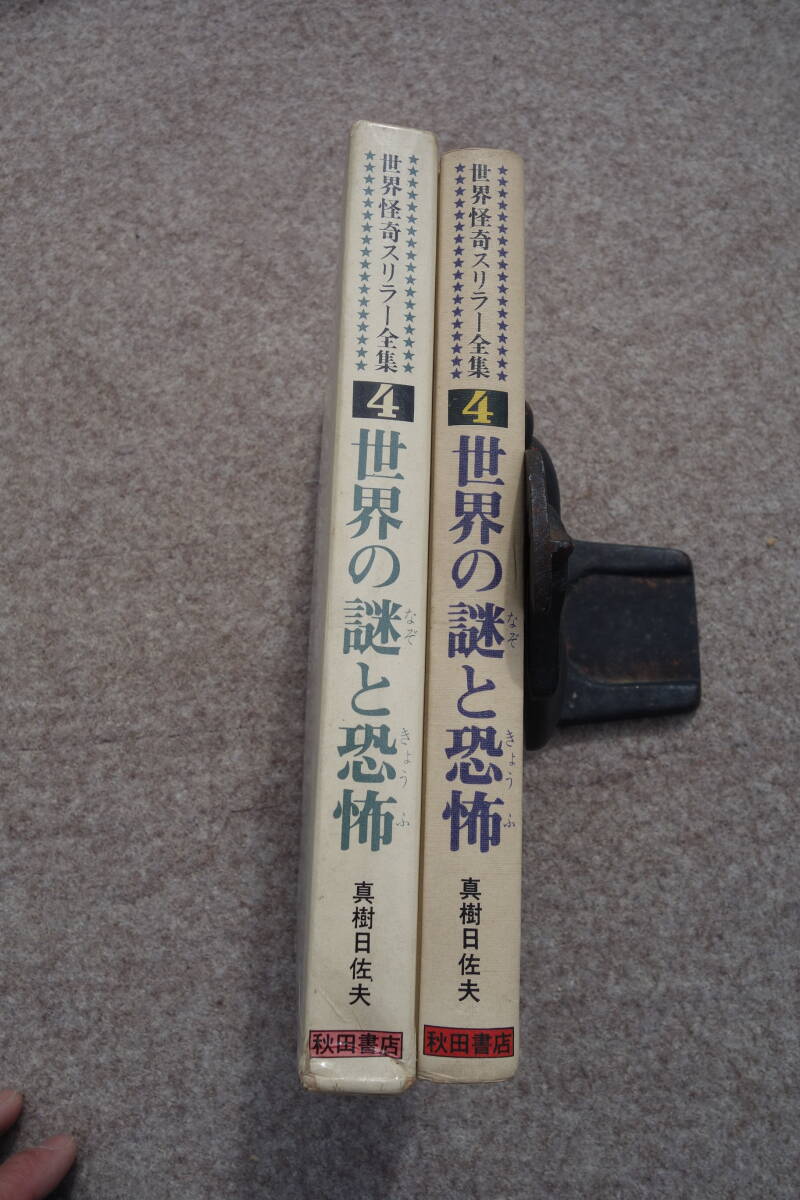 世界怪奇スリラー全集
4
世界の謎と恐怖
なぞ
きょうふ
真樹日佐夫
秋田書店
世界怪奇スリラー全集
4
世界の謎と恐怖
なぞ
きょうふ
真樹日佐夫
秋田書店